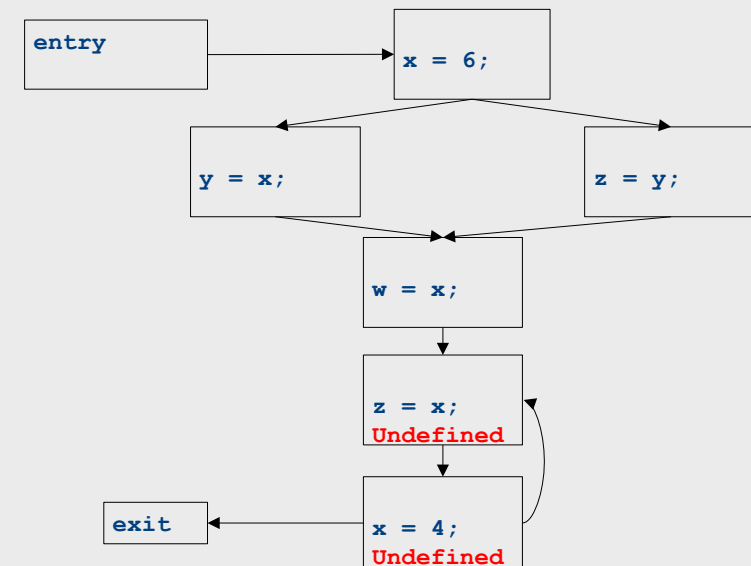 entry
x = 6;
y = x;
z = y;
w = x;
z = x;
Undefined
exit
x = 4;
Undefined